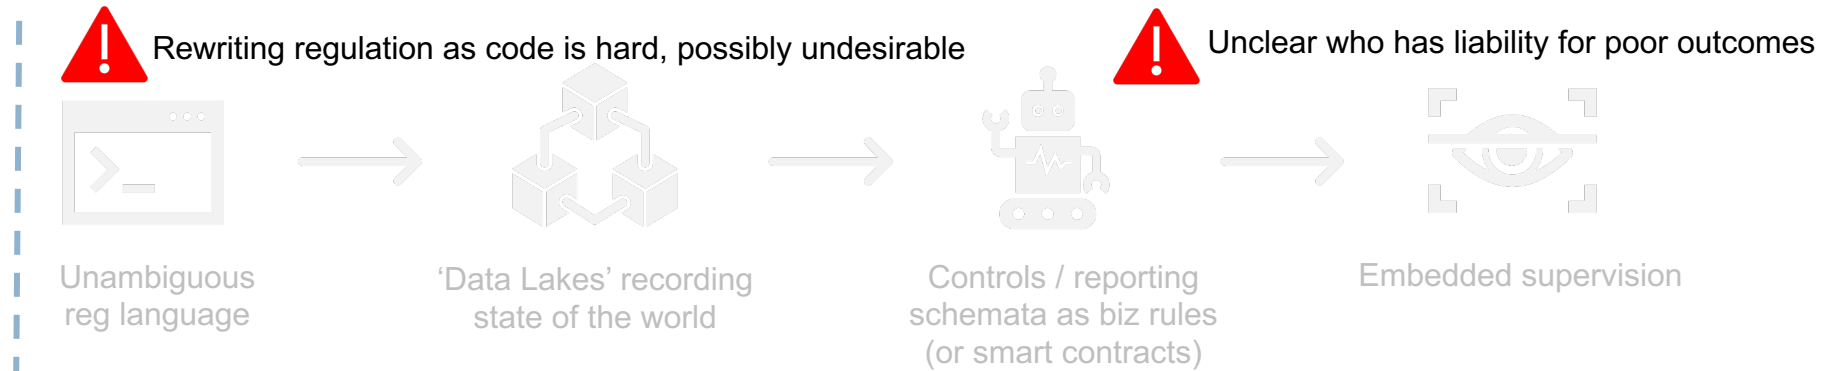 Rewriting regulation as code is hard, possibly undesirable
Unclear who has liability for poor outcomes
Unambiguous
reg language
‘Data Lakes’ recording
state of the world
Controls / reporting
schemata as biz rules
(or smart contracts)
Embedded supervision